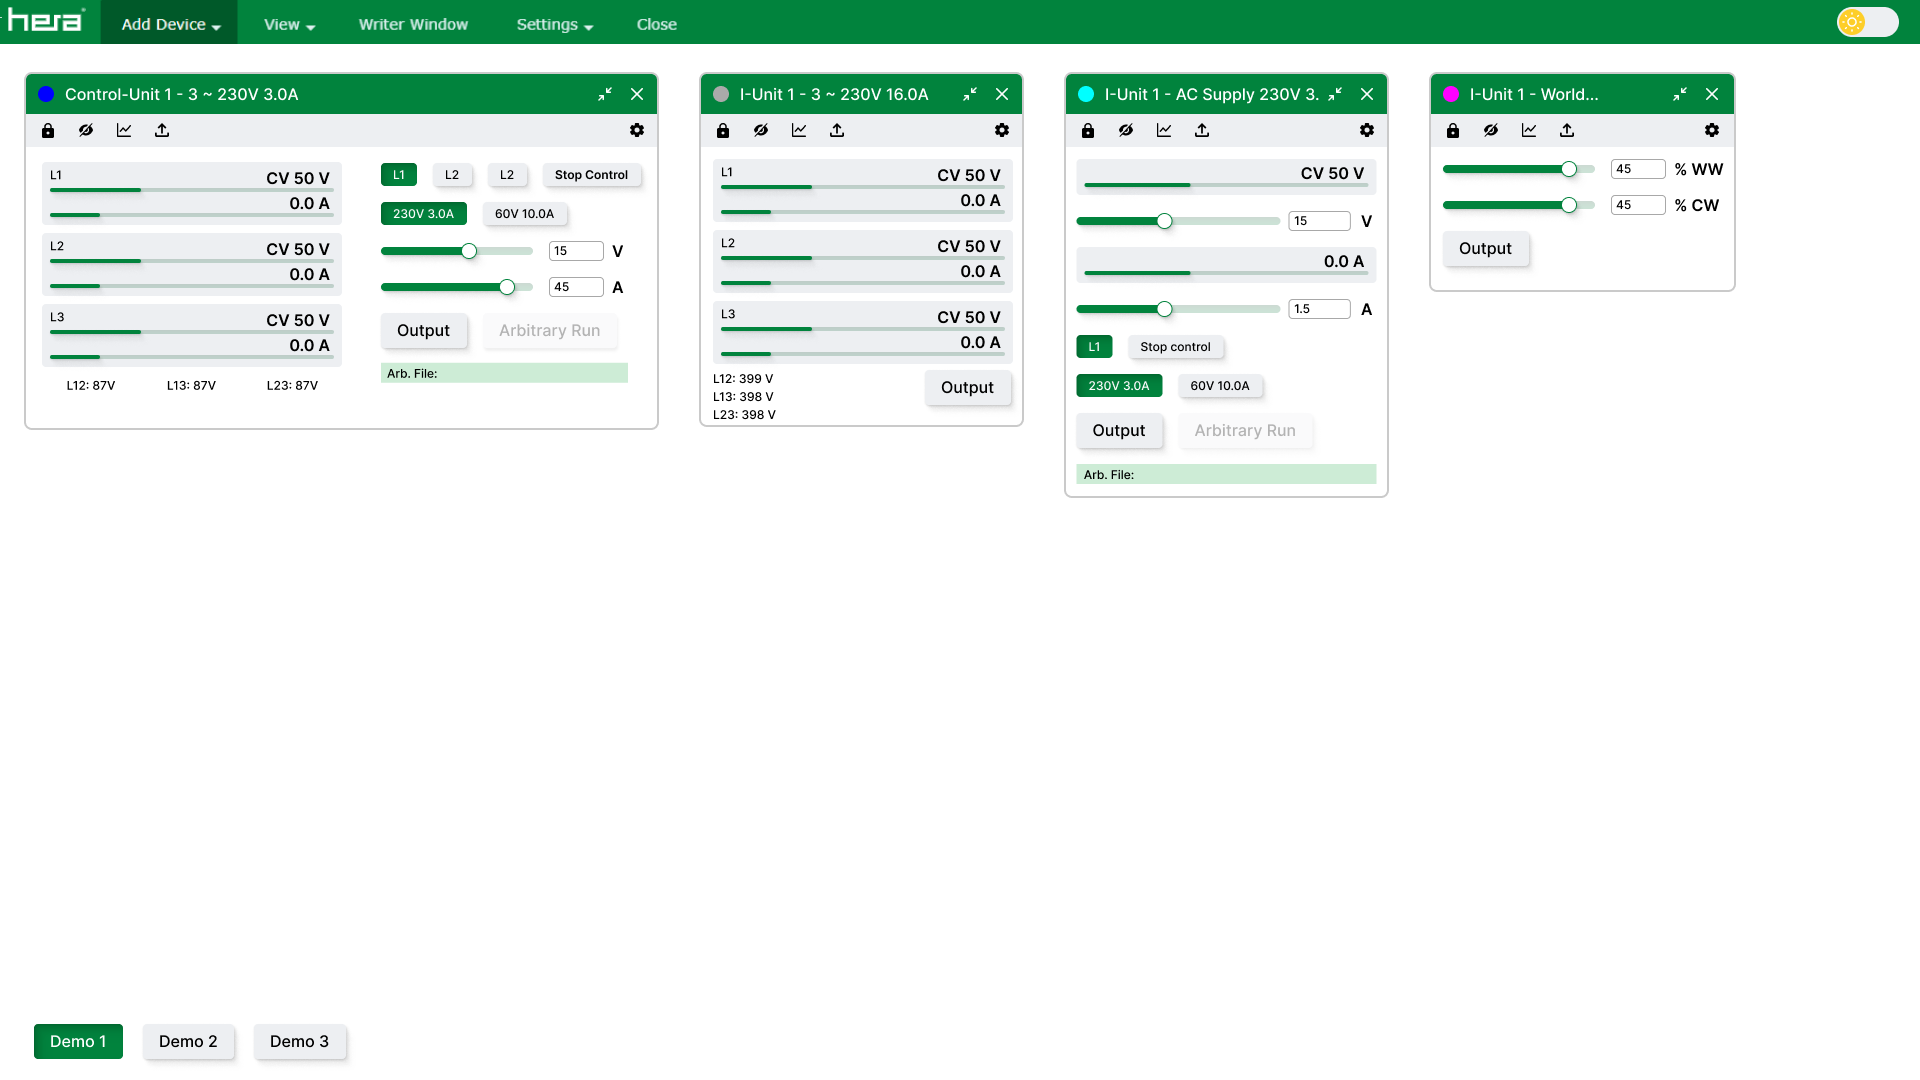 hera
Add Device
View
Writer Window
Settings
Close
Control-Unit 1 - 3 ~ 230V 3.0A
L1
CV 50 V
0.0 A
L2
CV 50 V
0.0 A
L3
CV 50 V
0.0 A
L12: 87V
L13: 87V
L23: 87V
L1
L2
L2
Stop Control
230V 3.0A
60V 10.0A
15
V
45
A
Output
Arbitrary Run
Arb. File:
I-Unit 1 - 3 ~ 230V 16.0A
L1
CV 50 V
0.0 A
L2
CV 50 V
0.0 A
L3
CV 50 V
0.0 A
L12: 399 V
L13: 398 V
L23: 398 V
Output
I-Unit 1 - AC Supply 230V 3.
CV 50 V
15
V
0.0 A
1.5
A
L1
Stop control
230V 3.0A
60V 10.0A
Output
Arbitrary Run
Arb. File:
I-Unit 1 - World...
45
% WW
45
% CW
Output
Demo 1
Demo 2
Demo 3